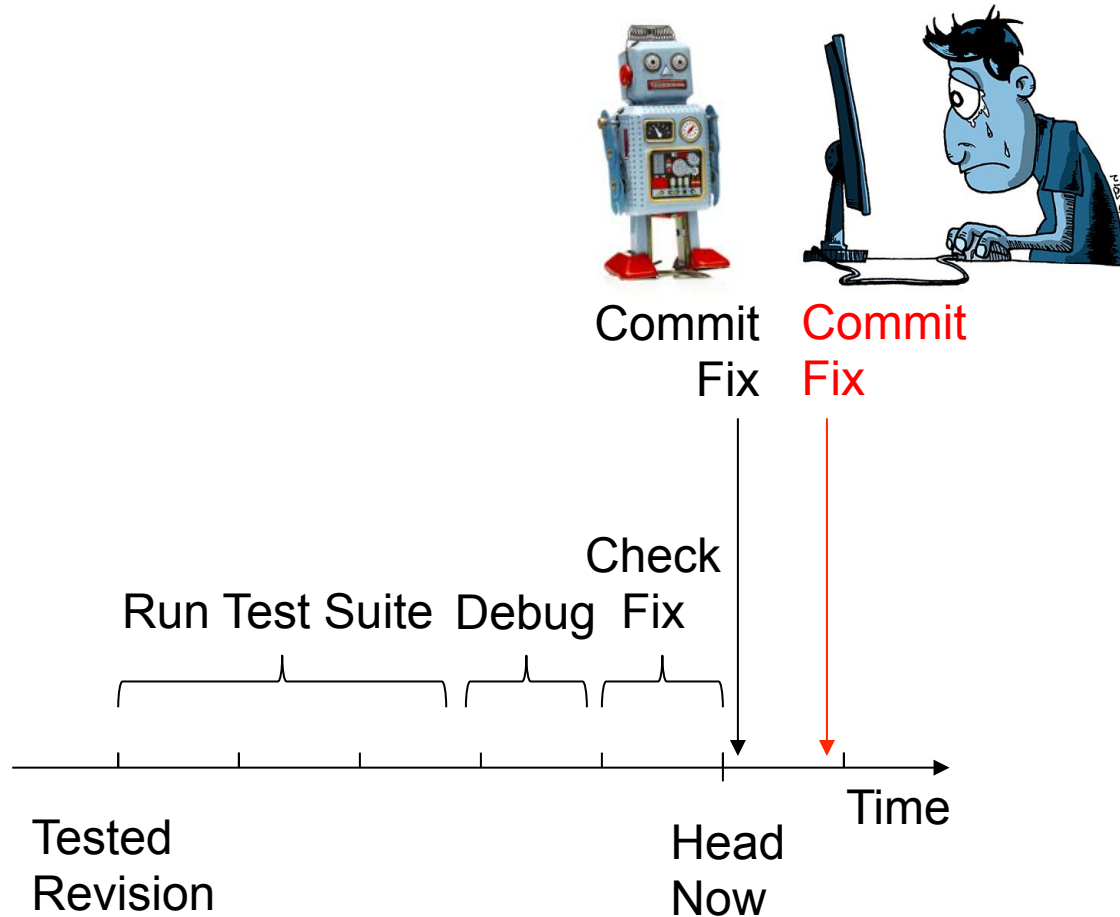 Commit
Fix
Commit
Fix
Check
Run Test Suite Debug Fix
Time
Tested
Revision
Head
Now